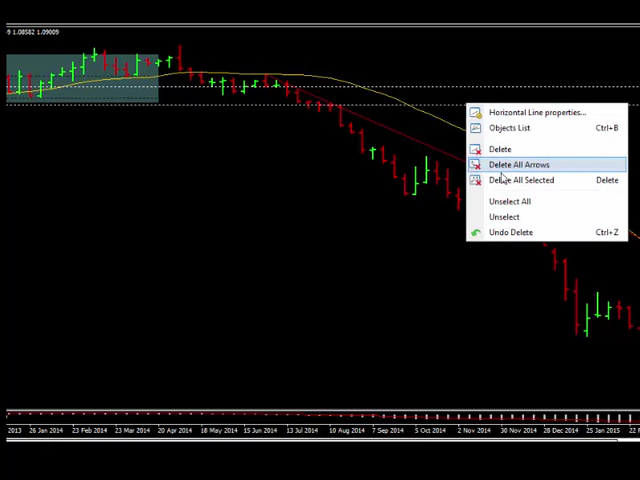 9 1.08582 1.09009
Horizontal Line properties...
Objects List Ctrl+B
Delete
Delete All Arrows
Delete All Selected Delete
Unselect All
Unselect
Undo Delete Ctrl+Z
2013 26 Jan 2014 23 Feb 2014 23 Mar 2014 20 Apr 2014 18 May 2014 15 Jun 2014 13 Jul 2014 10 Aug 2014 7 Sep 2014 5 Oct 2014 2 Nov 2014 30 Nov 2014 28 Dec 2014 25 Jan 2015 22